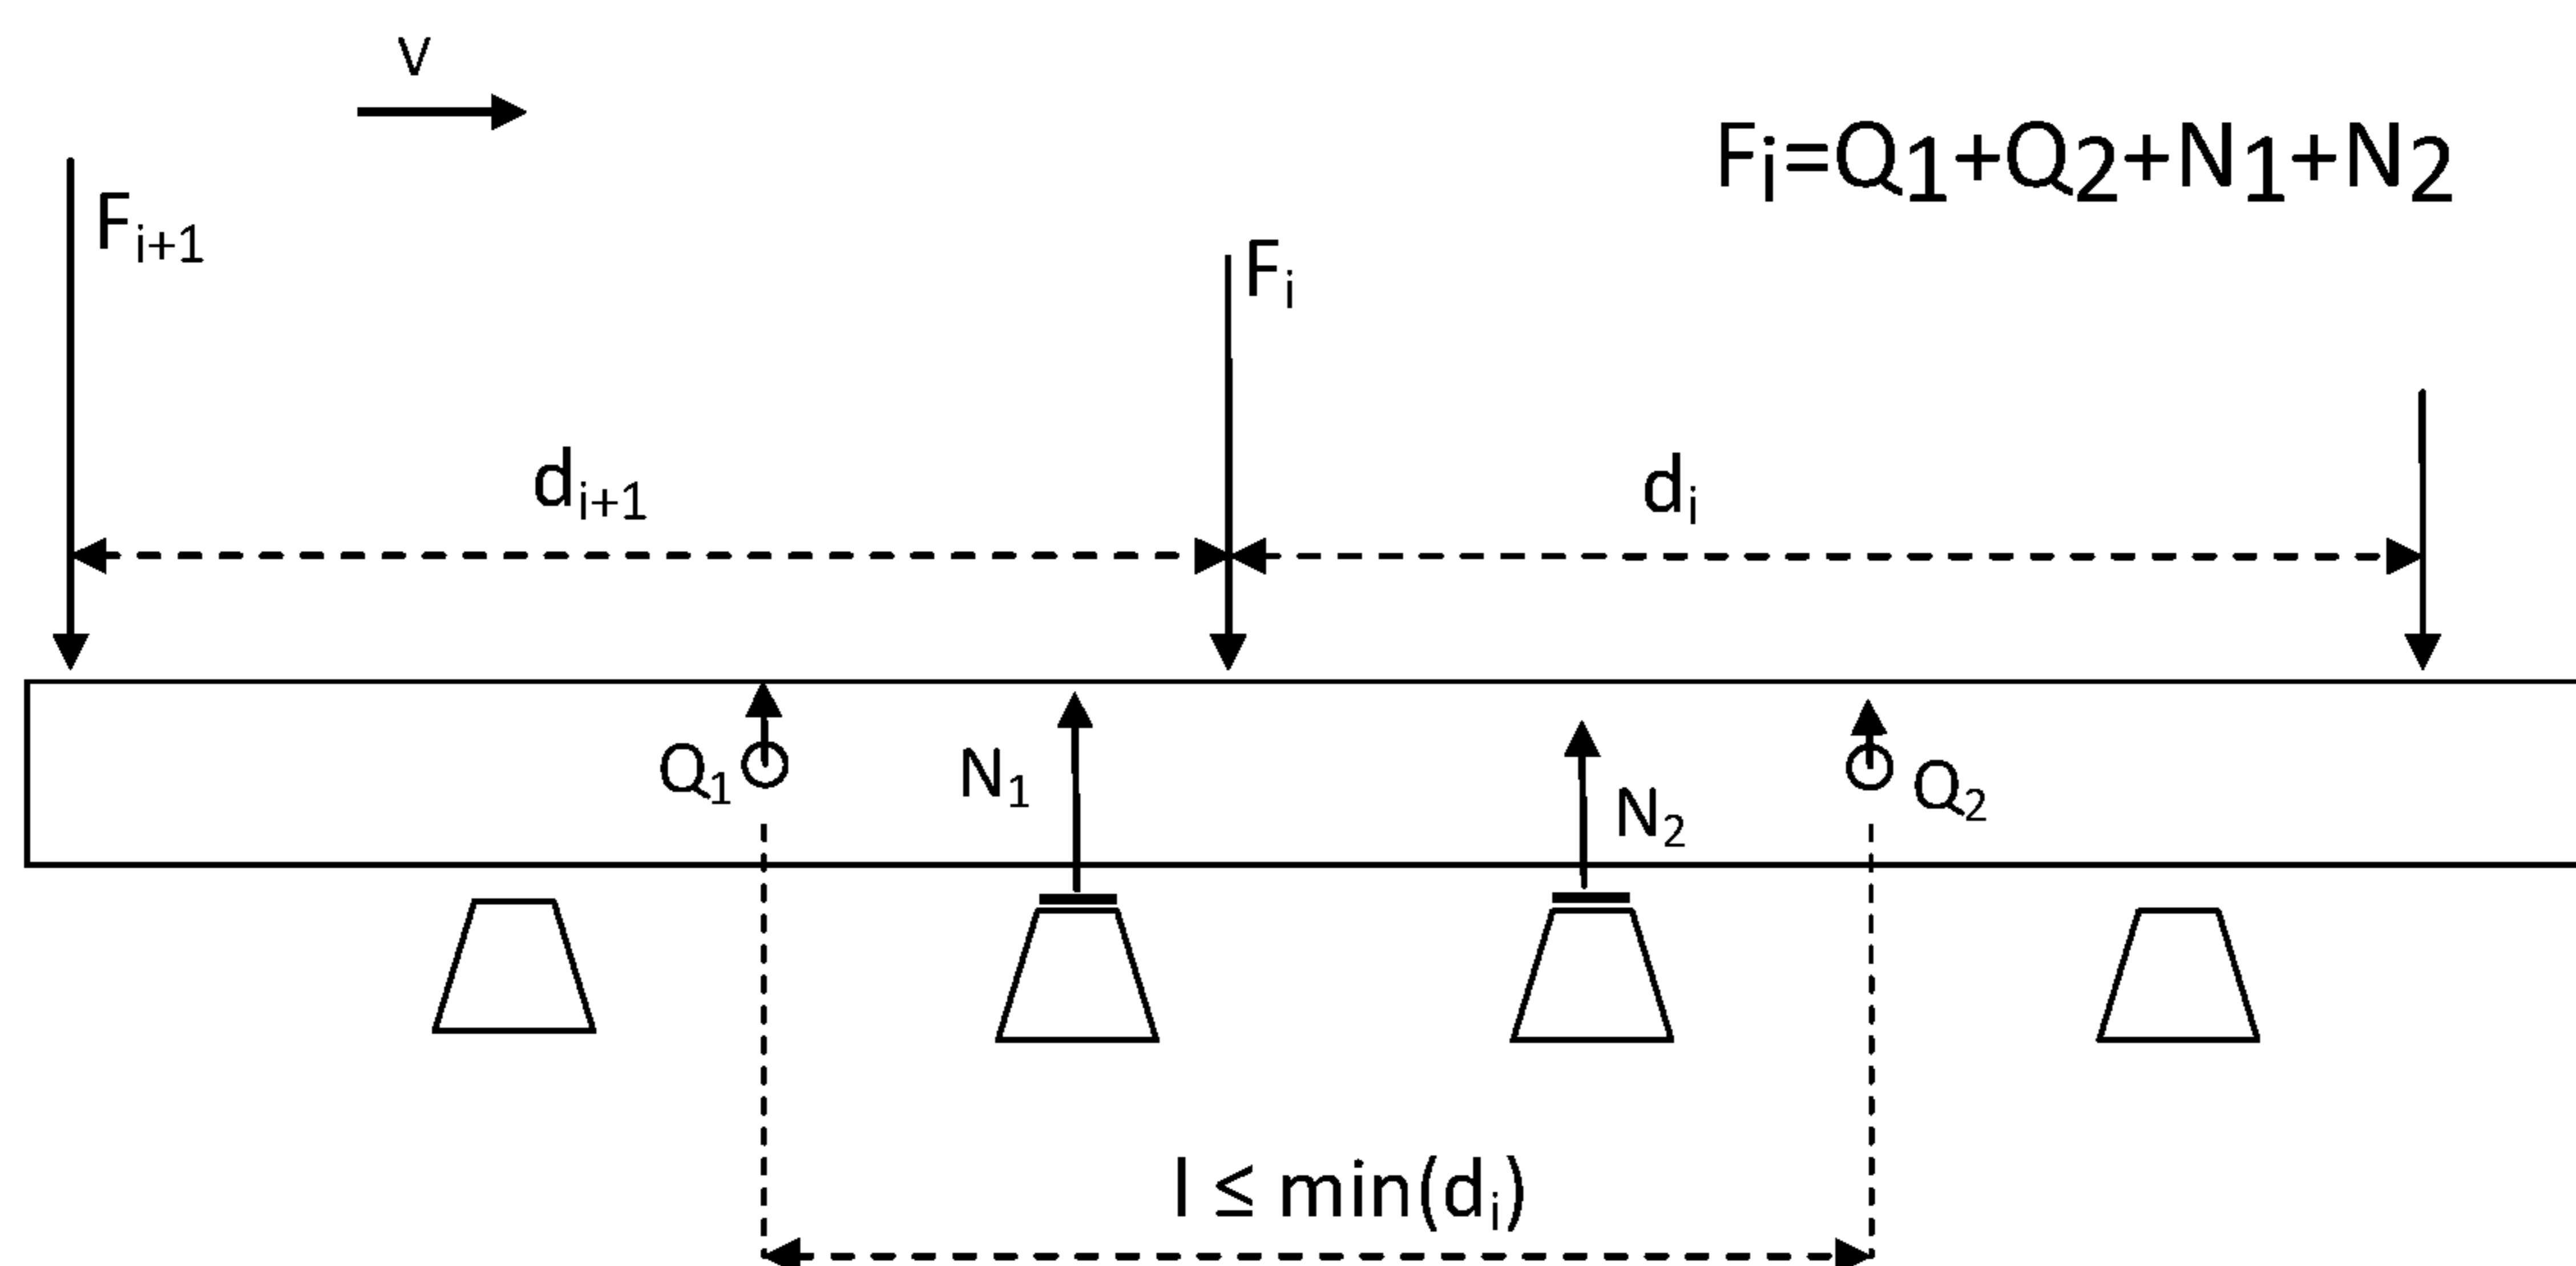 V
Fi=Q1+Q2+N1+N2
Fi+1
Fi
di+1
di
Q1
N1
N2
Q2
l ≤ min(di)